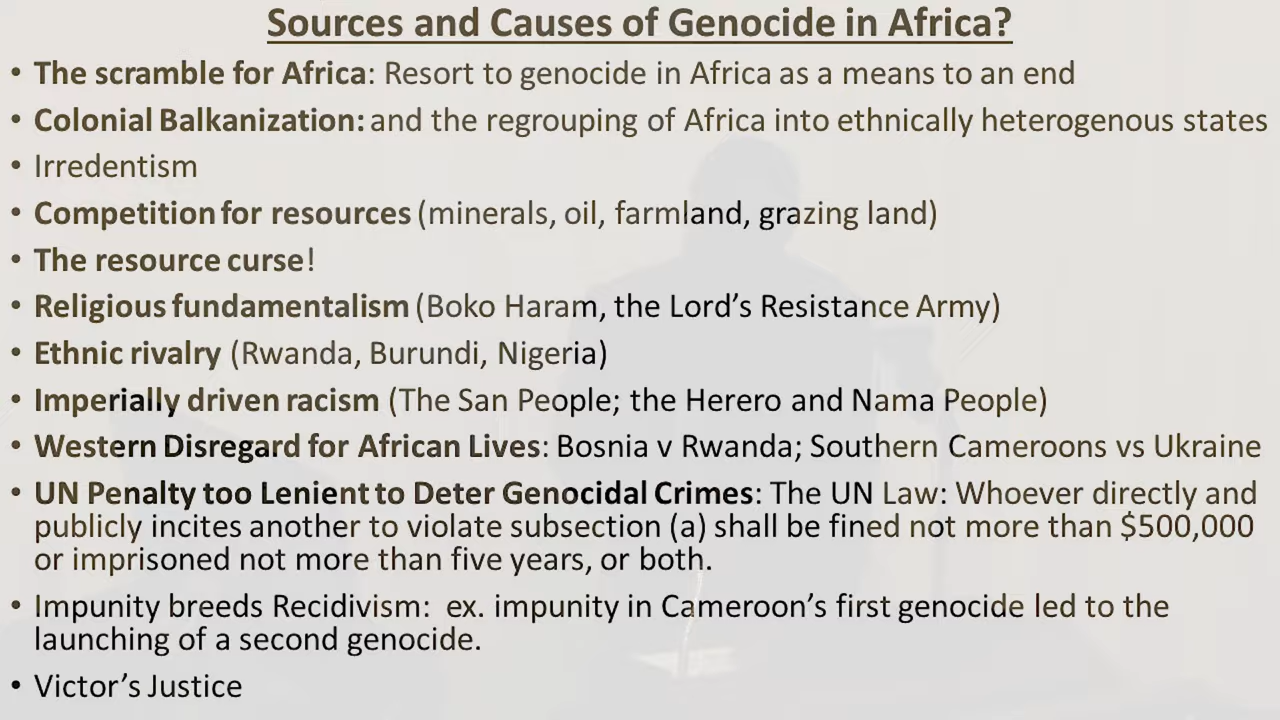 Sources and Causes of Genocide in Africa?
• The scramble for Africa: Resort to genocide in Africa as a means to an end
• Colonial Balkanization: and the regrouping of Africa into ethnically heterogenous states
• Irredentism
• Competition for resources (minerals, oil, farmland, grazing land)
• The resource curse!
• Religious fundamentalism (Boko Haram, the Lord's Resistance Army)
• Ethnic rivalry (Rwanda, Burundi, Nigeria)
• Imperially driven racism (The San People; the Herero and Nama People)
• Western Disregard for African Lives: Bosnia v Rwanda; Southern Cameroons vs Ukraine
• UN Penalty too Lenient to Deter Genocidal Crimes: The UN Law: Whoever directly and
publicly incites another to violate subsection (a) shall be fined not more than $500,000
or imprisoned not more than five years, or both.
• Impunity breeds Recidivism: ex. impunity in Cameroon's first genocide led to the
launching of a second genocide.
• Victor's Justice